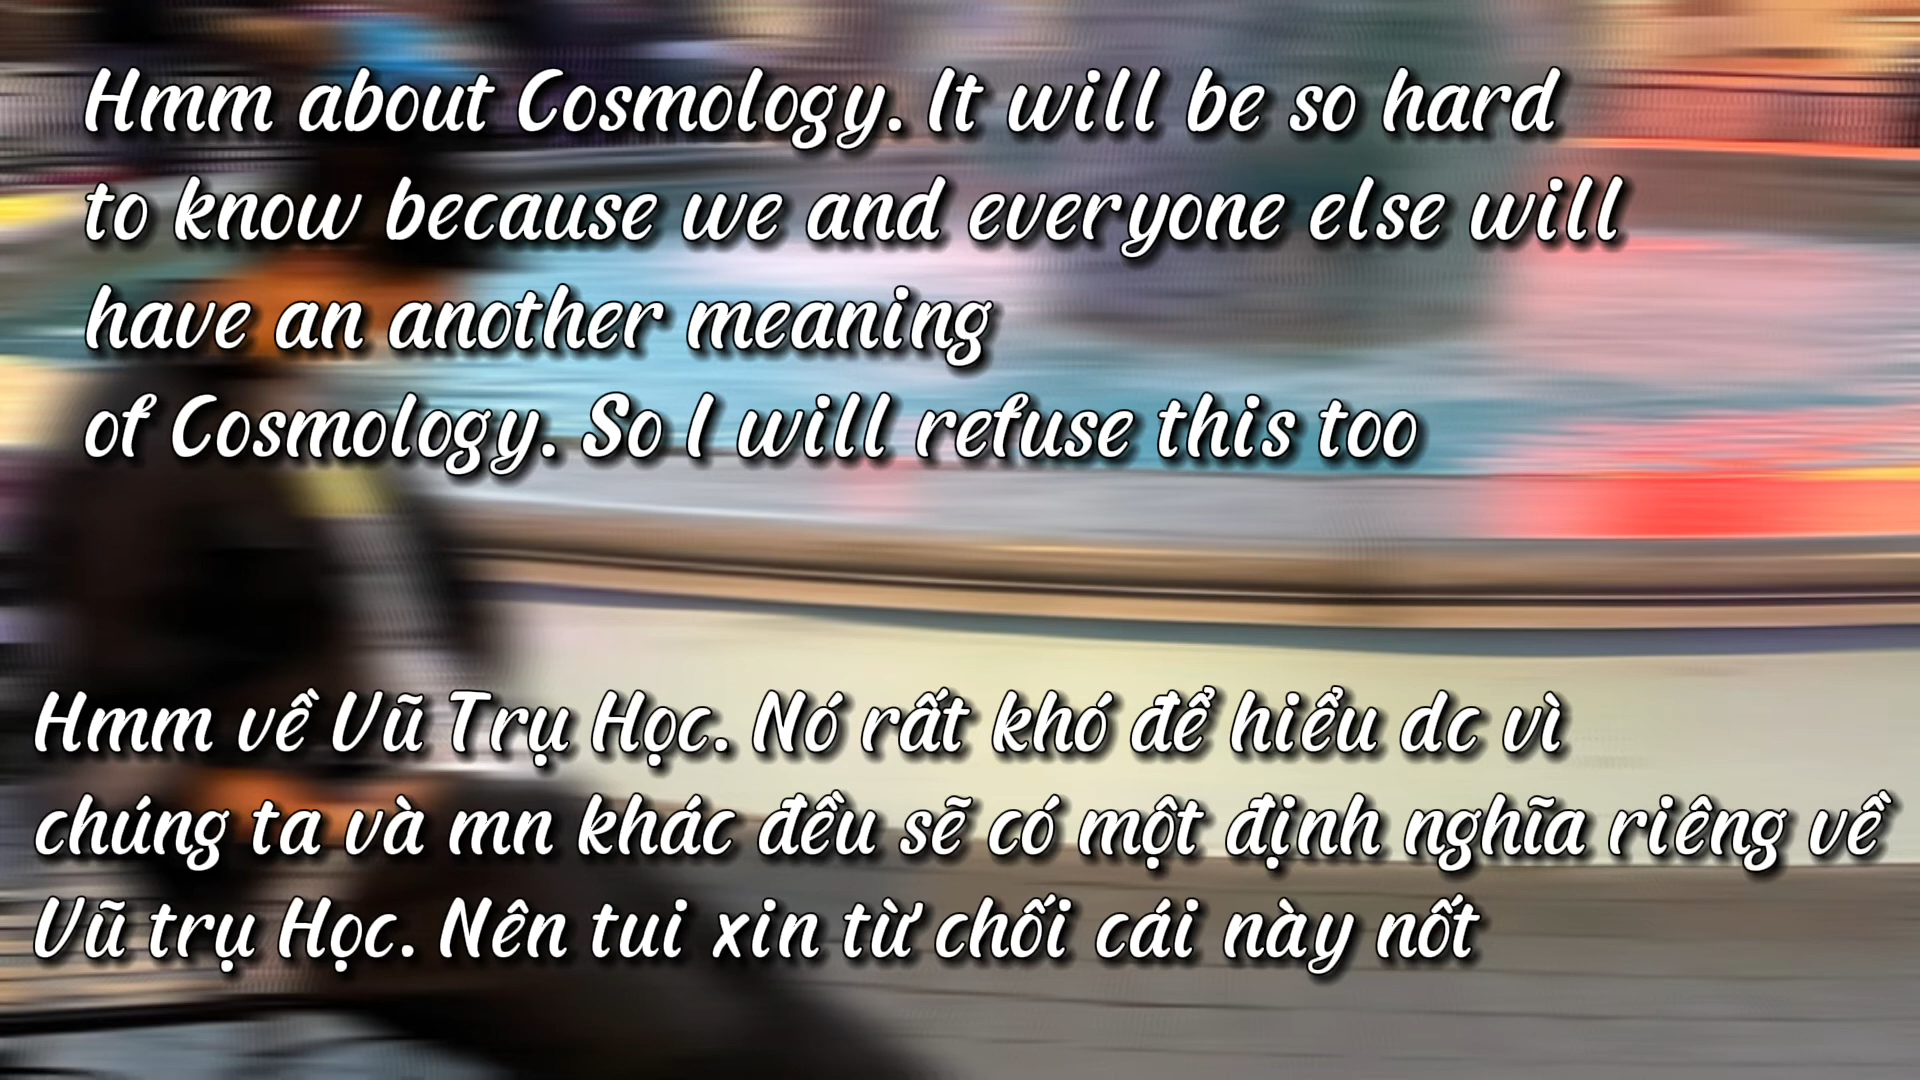 Hmm about Cosmology. It will be so hard
to know because we and everyone else will
have an another meaning
of Cosmology. So I will refuse this too
Hmm về Vũ Trụ Học. Nó rất khó để hiểu dc vì
chúng ta và mn khác đều sẽ có một định nghĩa riêng về
Vũ trụ Học. Nên tui xin từ chối cái này nốt